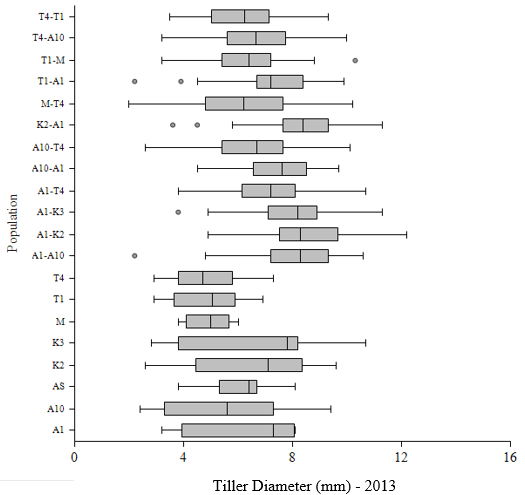 T4-T1
T4-A10
T1-M
T1-A1
M-T4
K2-A1
A10-T4
A10-A1
A1-T4
A1-K3
A1-K2
A1-A10
T4
T1
M
K3
K2
AS
A10
A1
Population
0 4 8 12 16
Tiller Diameter (mm) - 2013